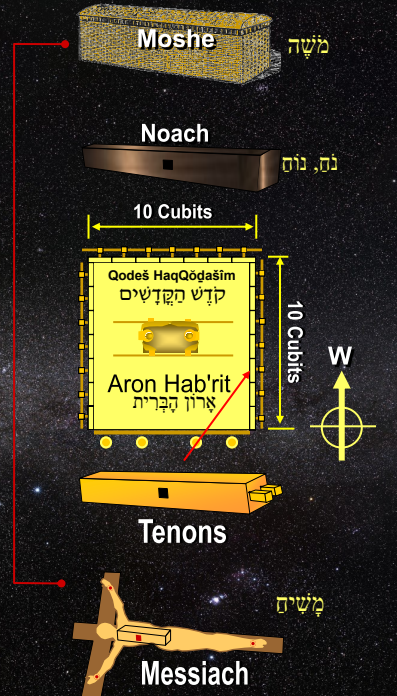 Moshe
מֹשֶׁה
Noach
נֹחַ, נוֹחַ
10 Cubits
Qodeš HaqQŏḏašîm
קֹדֶשׁ הַקֳּדָשִׁים
10 Cubits
W
Aron Hab'rit
אָרוֹן הָבְּרִית
Tenons
מָשִׁיחַ
Messiach